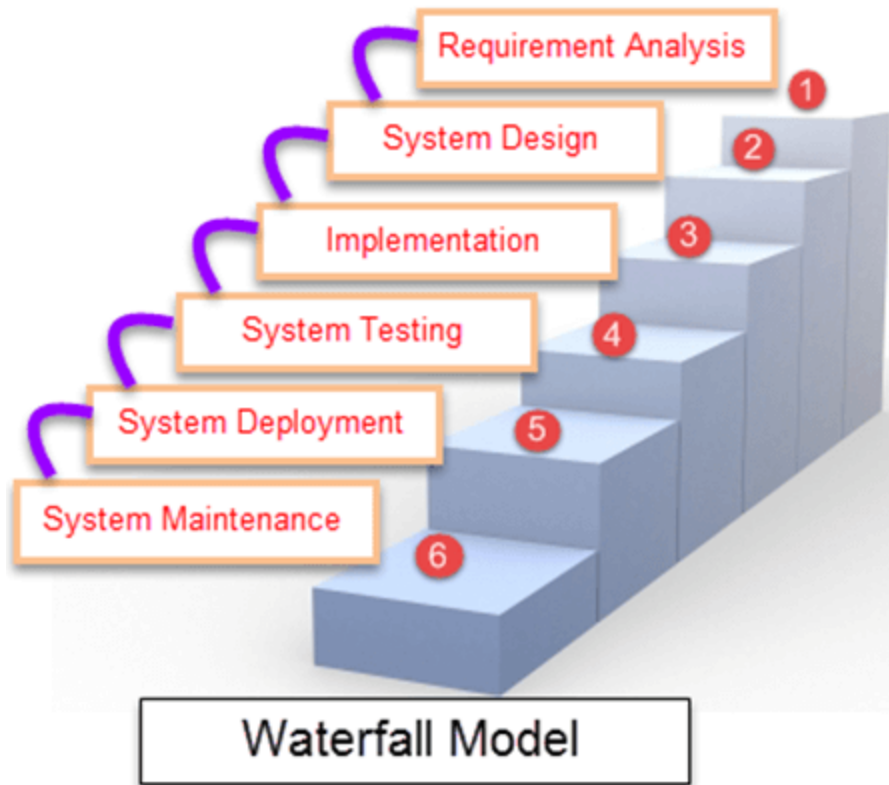 Requirement Analysis
1
System Design
2
Implementation
3
System Testing
4
System Deployment
5
System Maintenance
6
Waterfall Model